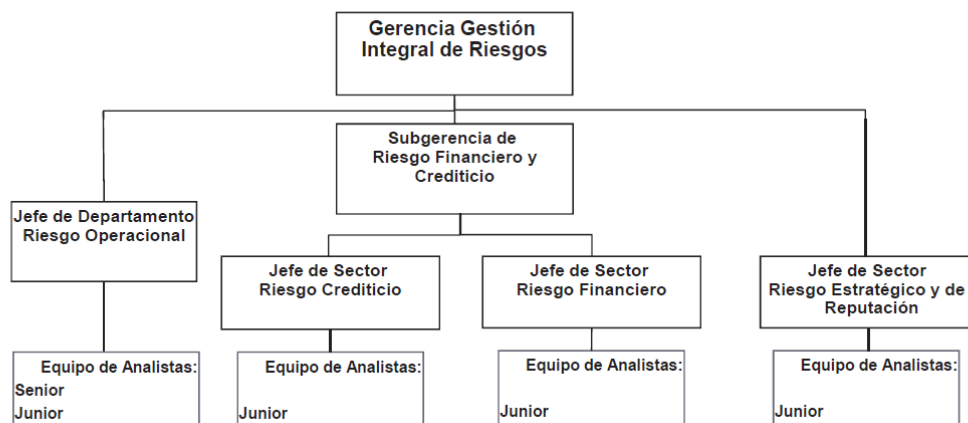 Gerencia Gestión
Integral de Riesgos
Subgerencia de
Riesgo Financiero y
Crediticio
Jefe de Departamento
Riesgo Operacional
Jefe de Sector
Riesgo Crediticio
Jefe de Sector
Riesgo Financiero
Jefe de Sector
Riesgo Estratégico y de
Reputación
Equipo de Analistas:
Senior
Junior
Equipo de Analistas:
Junior
Equipo de Analistas:
Junior
Equipo de Analistas:
Junior